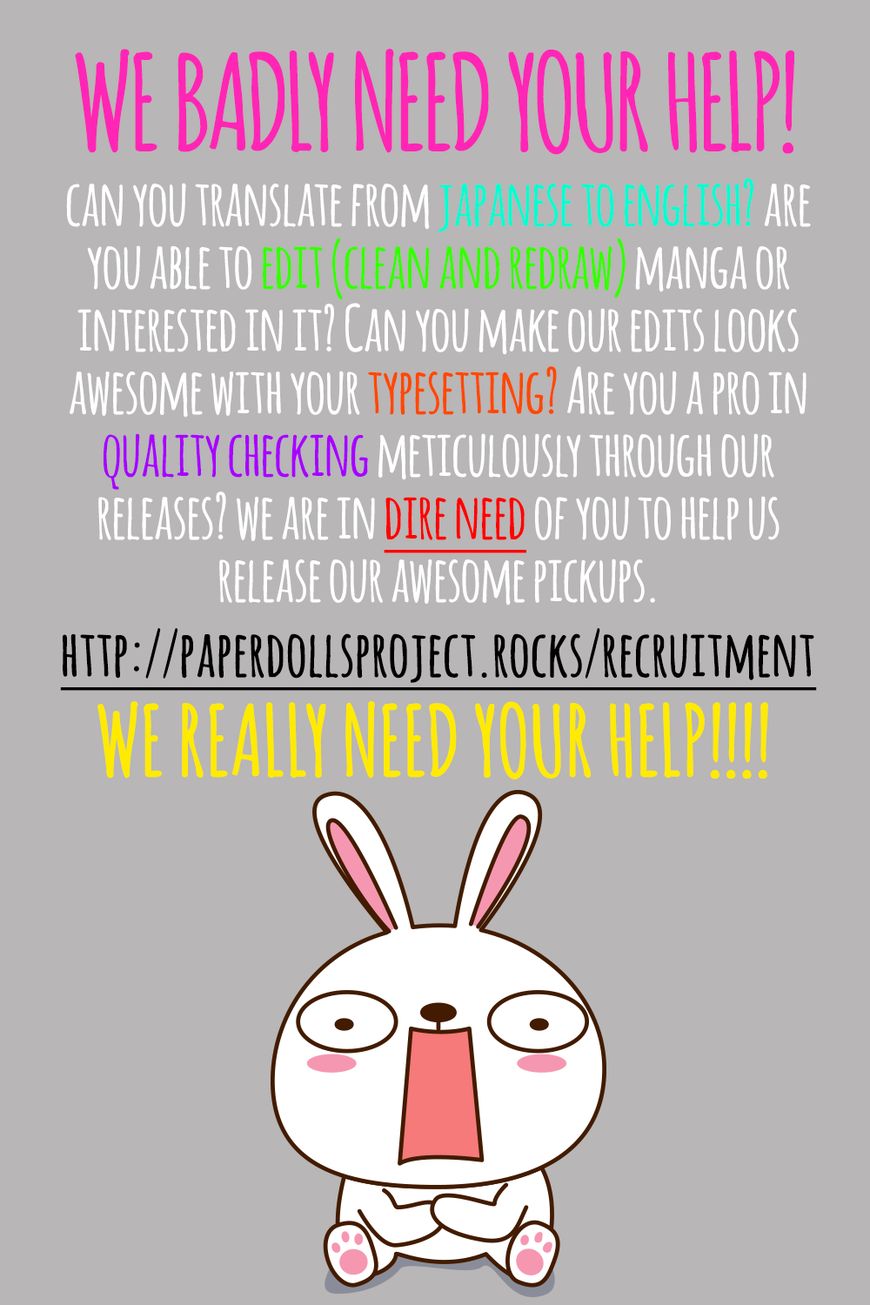 WE BADLY NEED YOUR HELP!
CAN YOU TRANSLATE FROM JAPANESE TO ENGLISH? ARE
YOU ABLE TO EDIT (CLEAN AND REDRAW) MANGA OR
INTERESTED IN IT? CAN YOU MAKE OUR EDITS LOOKS
AWESOME WITH YOUR TYPESETTING? ARE YOU A PRO IN
QUALITY CHECKING METICULOUSLY THROUGH OUR
RELEASES? WE ARE IN DIRE NEED OF YOU TO HELP US
RELEASE OUR AWESOME PICKUPS.
HTTP://PAPERDOLLSPROJECT.ROCKS/RECRUITMENT
WE REALLY NEED YOUR HELP!!!!